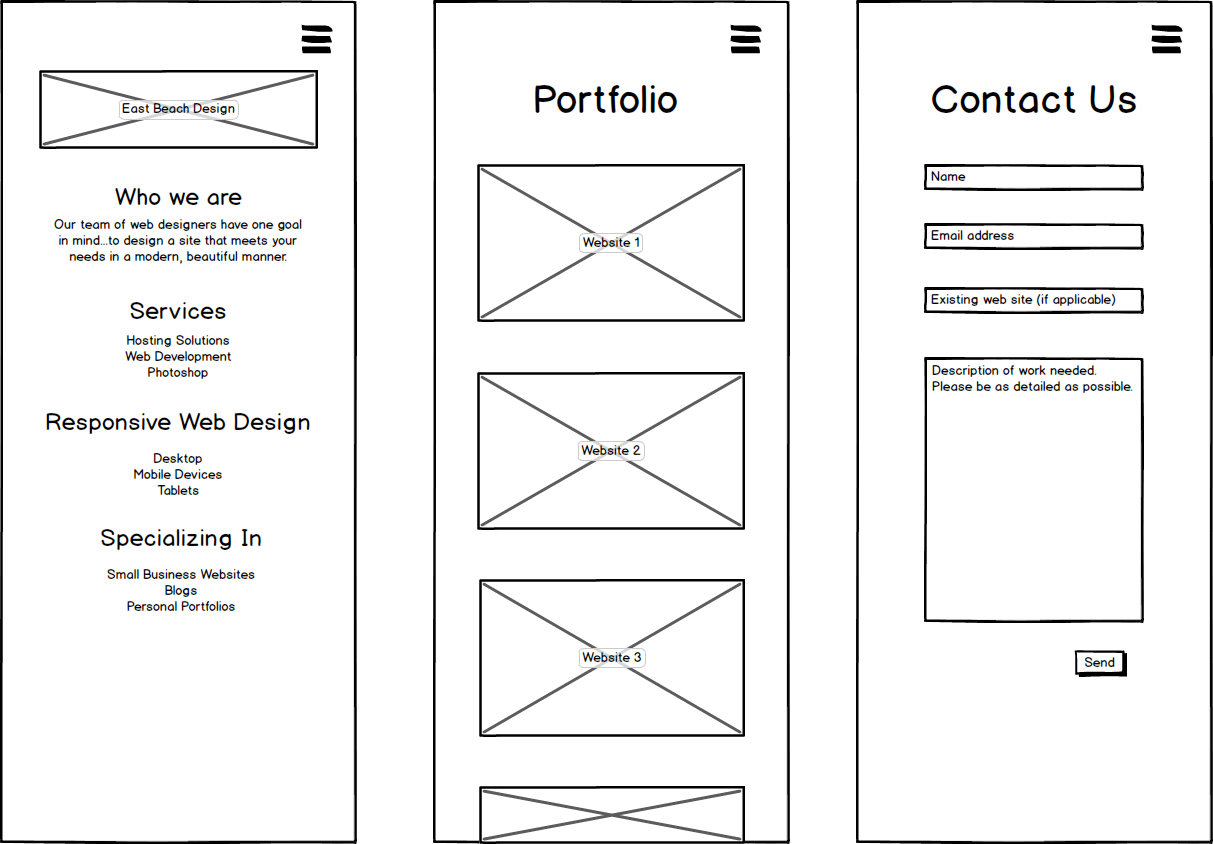 East Beach Design
Who we are
Our team of web designers have one goal
in mind...to design a site that meets your
needs in a modern, beautiful manner.
Services
Hosting Solutions
Web Development
Photoshop
Responsive Web Design
Desktop
Mobile Devices
Tablets
Specializing In
Small Business Websites
Blogs
Personal Portfolios
Portfolio
Website 1
Website 2
Website 3
Contact Us
Name
Email address
Existing web site (if applicable)
Description of work needed.
Please be as detailed as possible.
Send